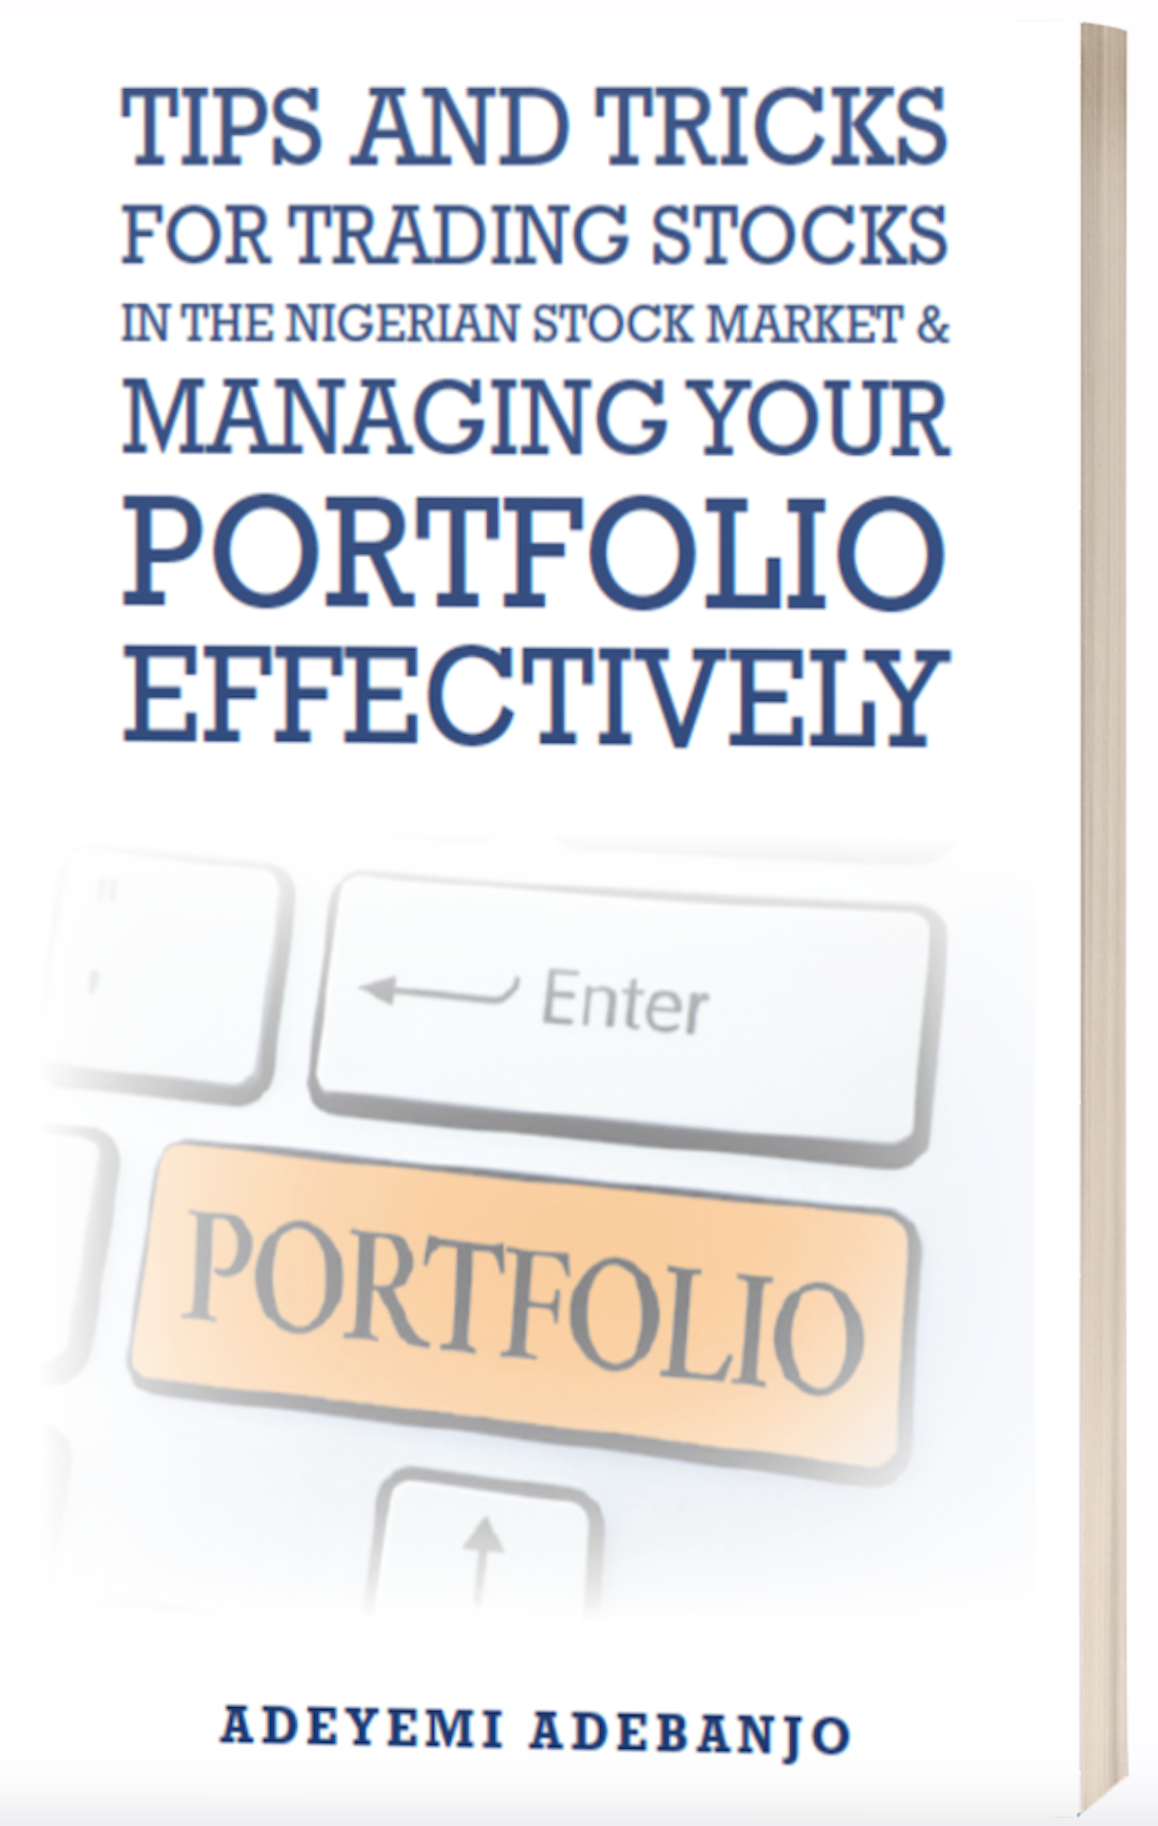 TIPS AND TRICKS
FOR TRADING STOCKS
IN THE NIGERIAN STOCK MARKET &
MANAGING YOUR
PORTFOLIO
EFFECTIVELY
"
'
Enter
PORTFOLIO
ADEYEMI ADEBANJO